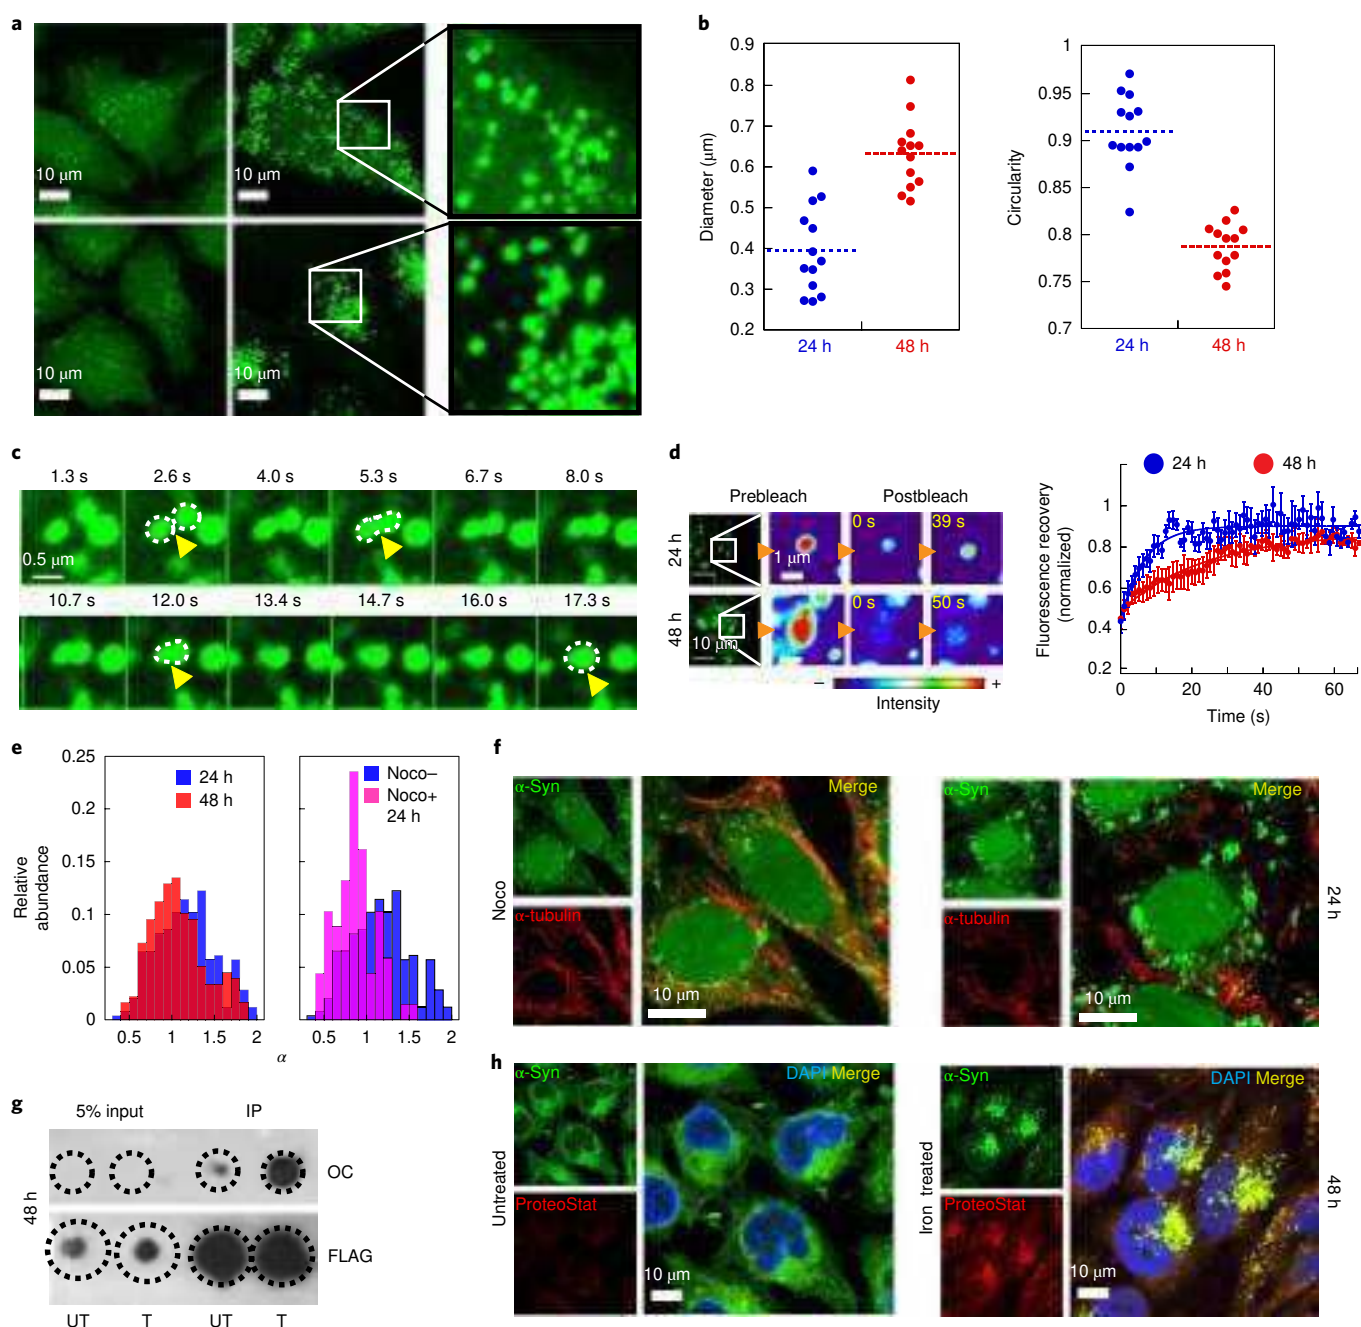 a
10 μm
10 μm
10 μm
10 μm
b
0.9
0.8
0.7
0.6
0.5
0.4
0.3
0.2
Diameter (μm)
24 h
48 h
1
0.95
0.9
0.85
0.8
0.75
0.7
Circularity
24 h
48 h
c
1.3 s
2.6 s
4.0 s
5.3 s
6.7 s
8.0 s
0.5 μm
10.7 s
12.0 s
13.4 s
14.7 s
16.0 s
17.3 s
d
Prebleach
Postbleach
24 h
0 s
39 s
1 μm
48 h
10 μm
0 s
50 s
–
+
Intensity
24 h
48 h
Fluorescence recovery
(normalized)
1
0.8
0.6
0.4
0.2
0
20
40
60
Time (s)
e
0.25
0.2
0.15
0.1
0.05
0
Relative
abundance
24 h
48 h
Noco–
Noco+
24 h
0.5
1
1.5
2
0.5
1
1.5
2
α
f
Noco
α-Syn
Merge
α-tubulin
10 μm
α-Syn
Merge
α-tubulin
10 μm
24 h
g
5% input
IP
48 h
OC
FLAG
UT
T
UT
T
h
Untreated
α-Syn
DAPI Merge
ProteoStat
10 μm
Iron treated
α-Syn
DAPI Merge
ProteoStat
10 μm
48 h